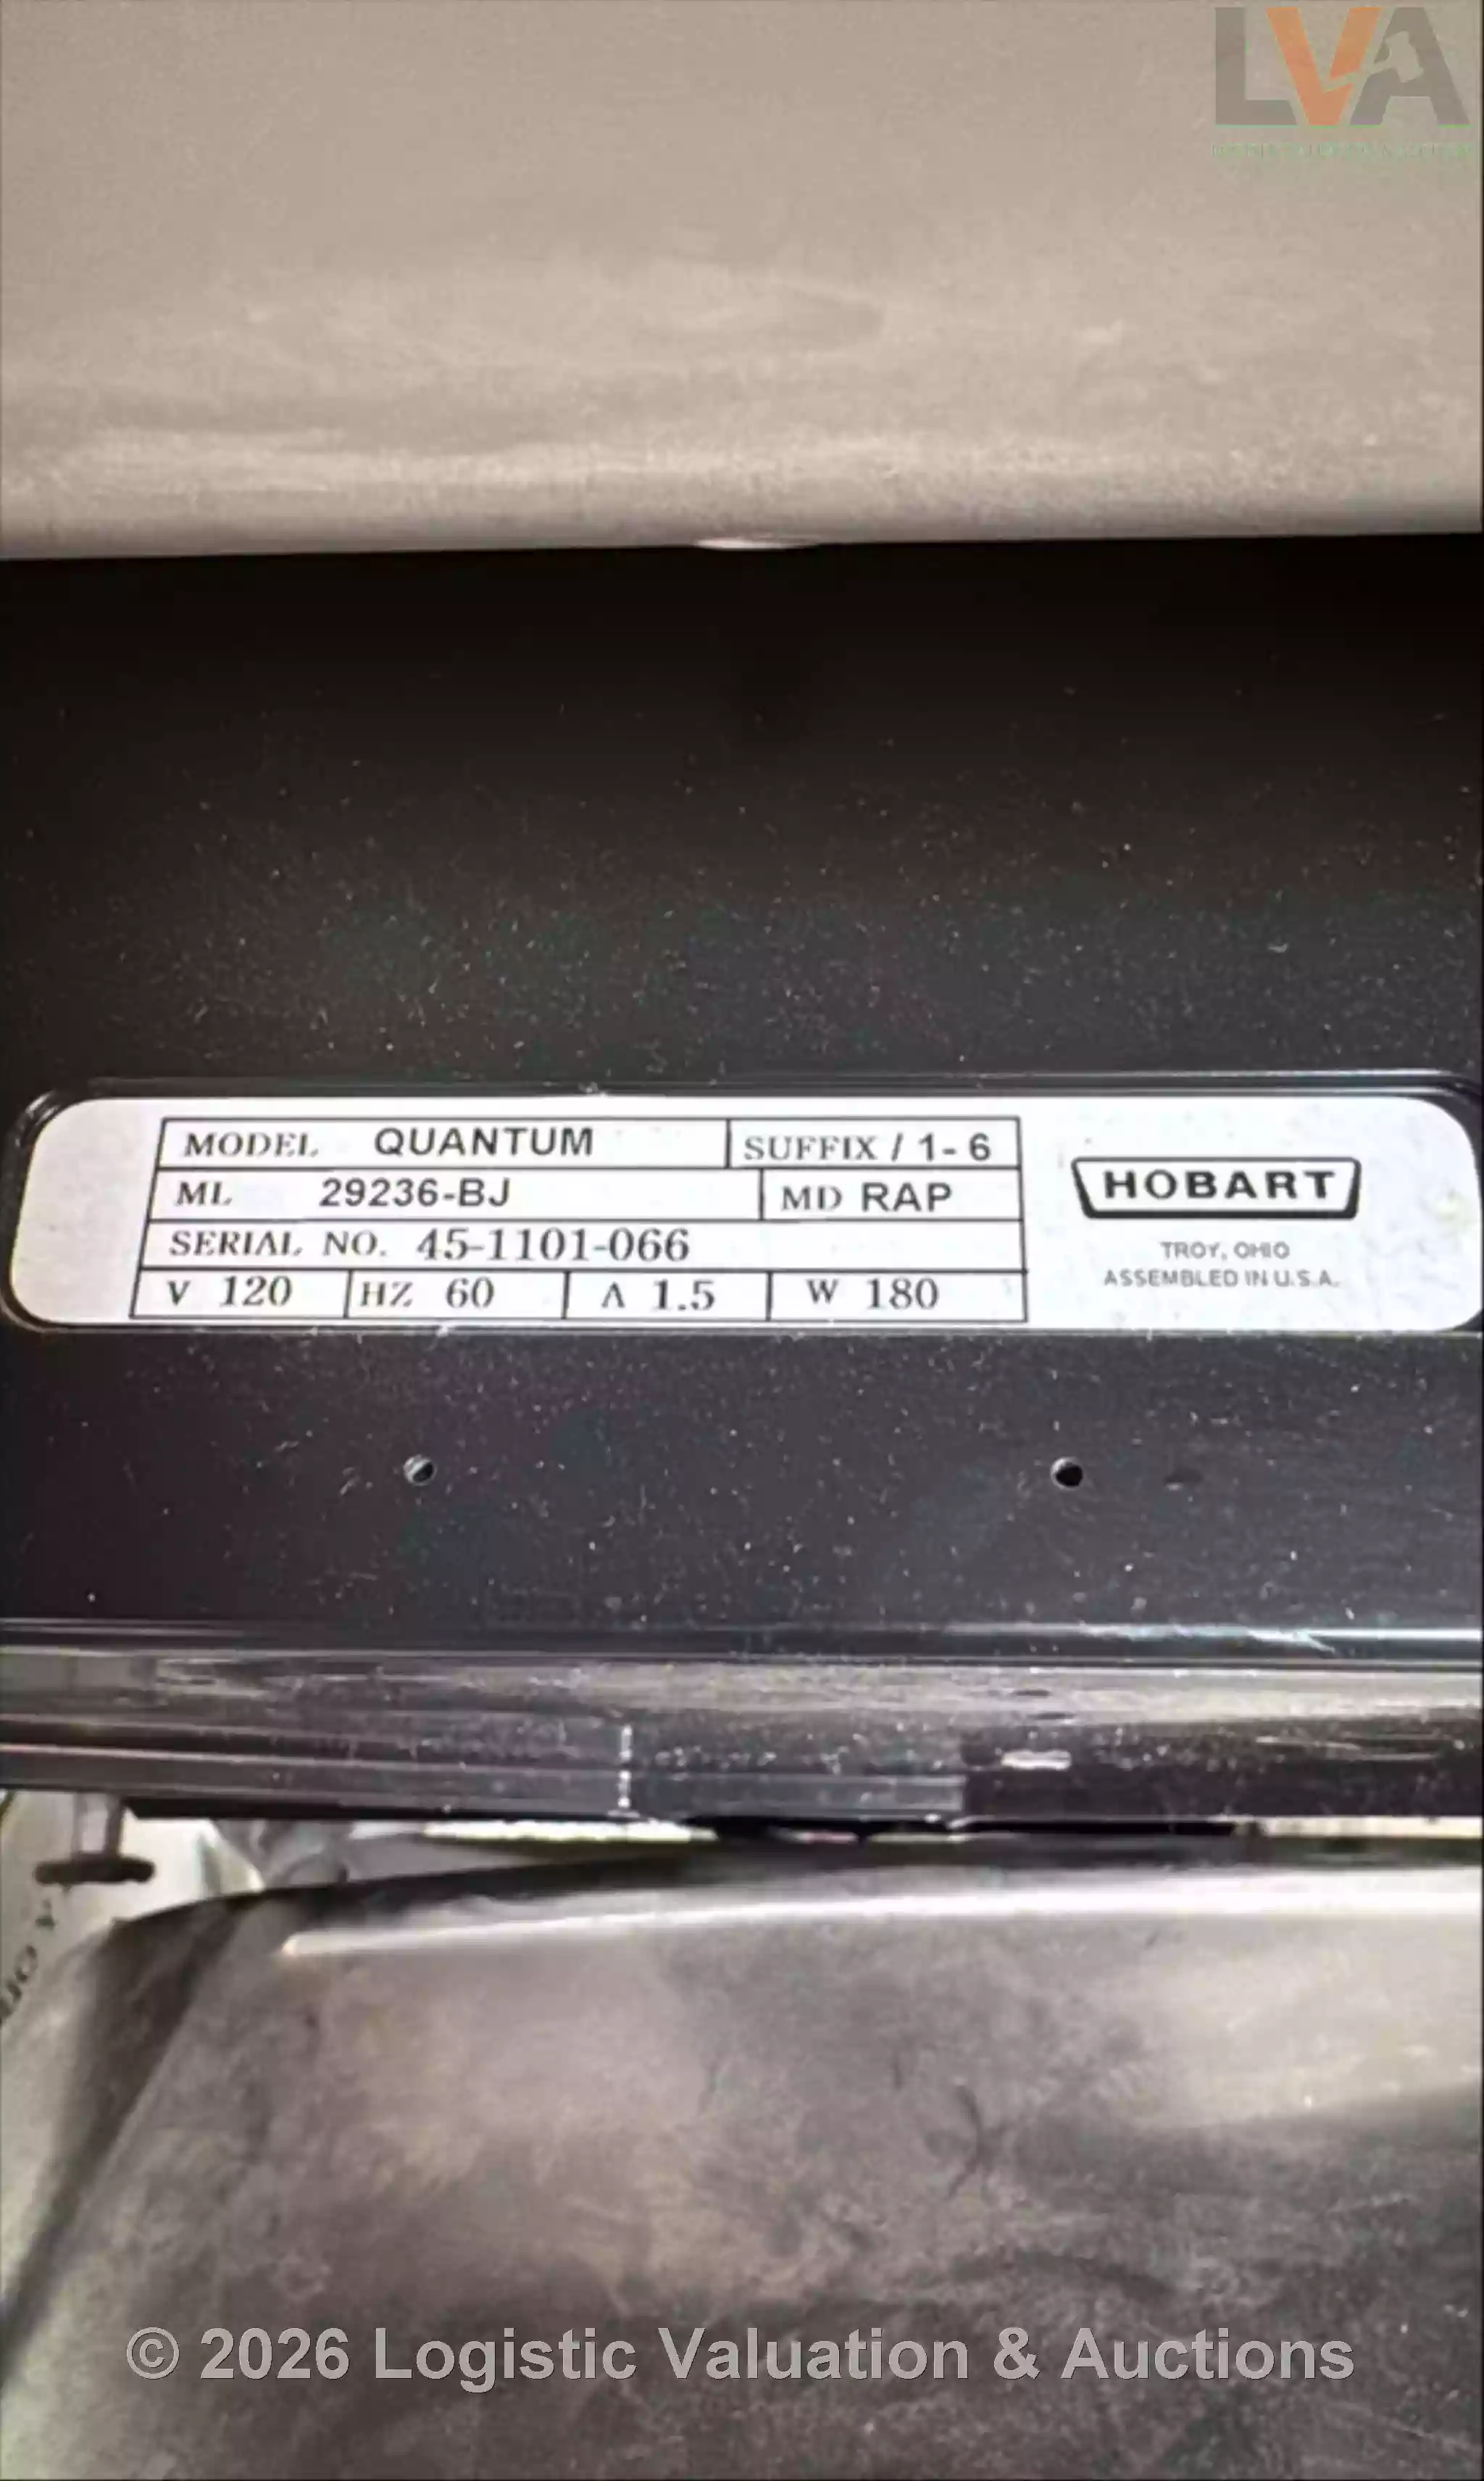 LVA
MODEL QUANTUM SUFFIX / 1- 6
ML 29236-BJ MD RAP
SERIAL NO. 45-1101-066
V 120 HZ 60 A 1.5 W 180
HOBART
TROY, OHIO
ASSEMBLED IN U.S.A.
© 2026 Logistic Valuation & Auctions